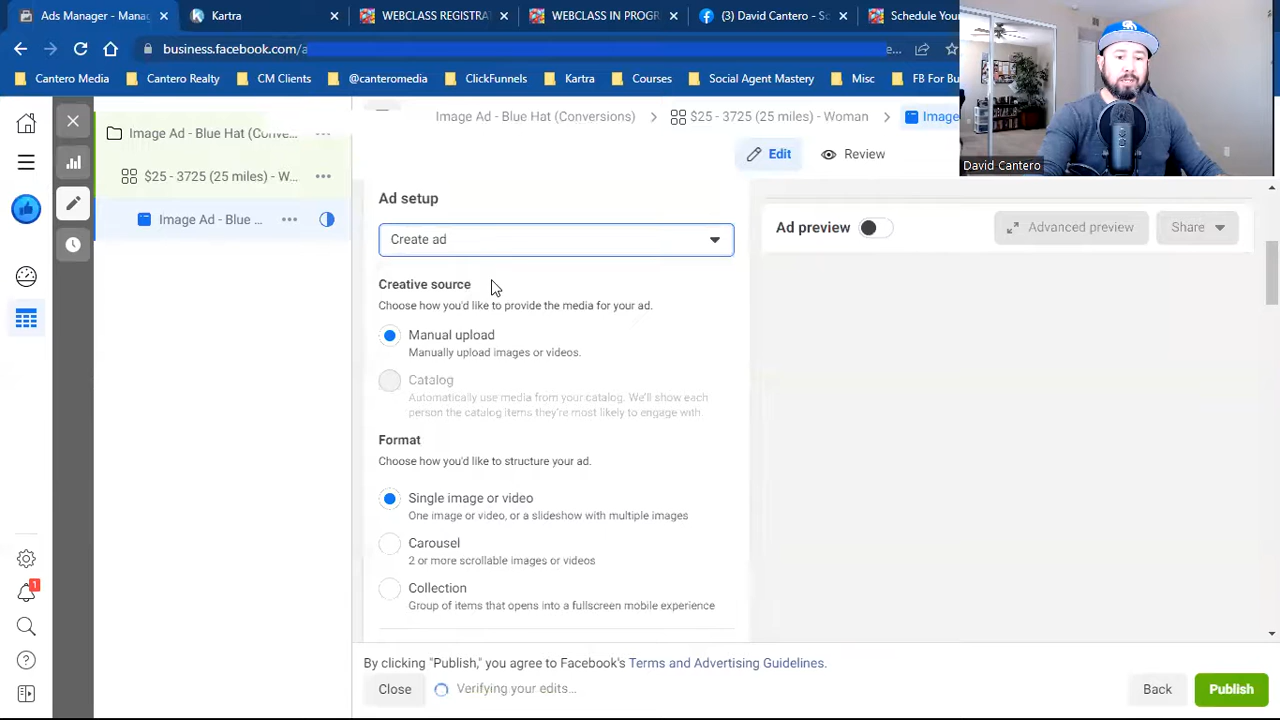 Ads Manager - Manag
Kartra
WEBCLASS REGISTRA
WEBCLASS IN PROGR
David Cantero - Sc
Schedule Your
business.facebook.com/a
e...
Cantero Media
Cantero Realty
CM Clients
@canteromedia
ClickFunnels
Kartra
Courses
Social Agent Mastery
Misc
FB For Bu
David Cantero
Image Ad - Blue Hat (Conve...
$25 - 3725 (25 miles) - W...
Image Ad - Blue ...
Image Ad - Blue Hat (Conversions)
$25 - 3725 (25 miles) - Woman
Image
Edit
Review
Ad setup
Create ad
Creative source
Choose how you'd like to provide the media for your ad.
Manual upload
Manually upload images or videos.
Catalog
Automatically use media from your catalog. We'll show each
person the catalog items they're most likely to engage with.
Format
Choose how you'd like to structure your ad.
Single image or video
One image or video, or a slideshow with multiple images
Carousel
2 or more scrollable images or videos
Collection
Group of items that opens into a fullscreen mobile experience
Ad preview
Advanced preview
Share
1
By clicking "Publish," you agree to Facebook's Terms and Advertising Guidelines.
Close
Verifying your edits...
Back
Publish